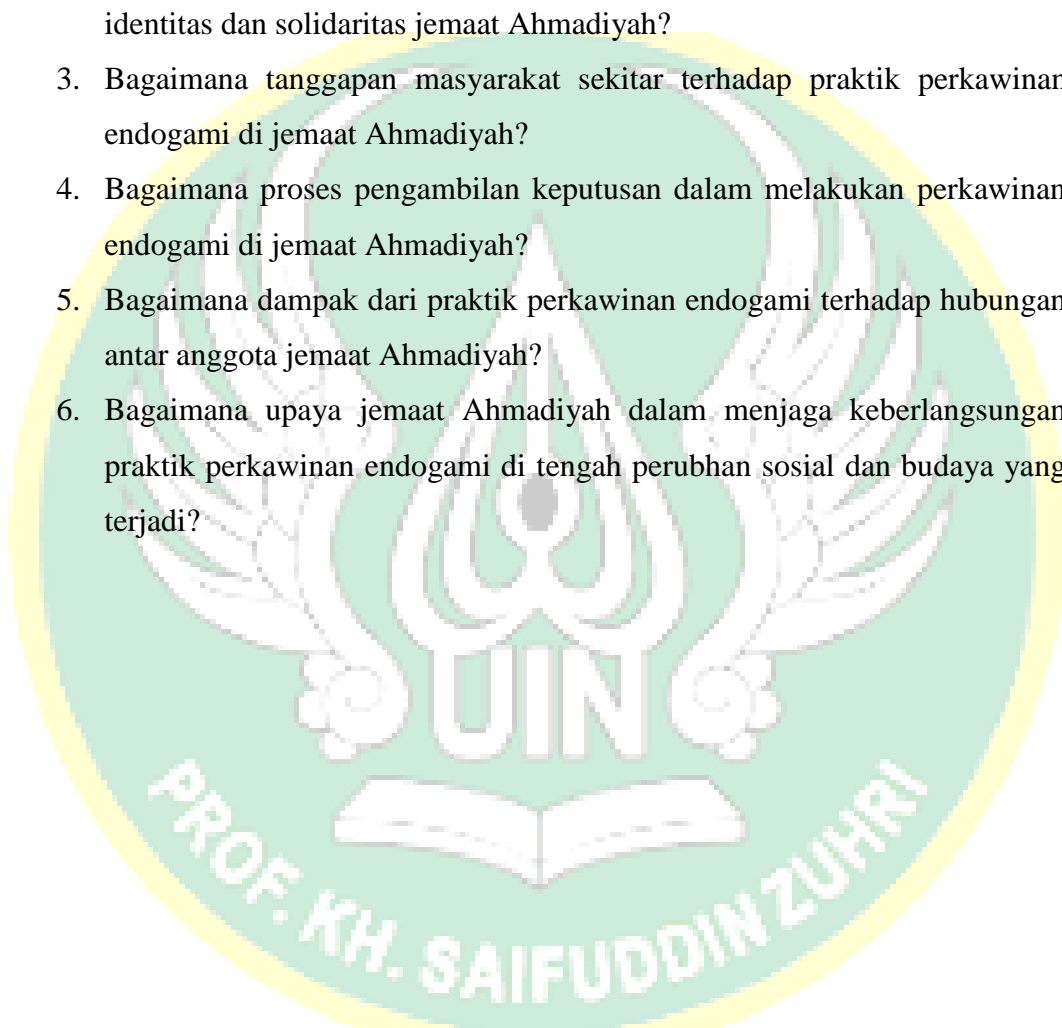 identitas dan solidaritas jemaat Ahmadiyah?
3. Bagaimana tanggapan masyarakat sekitar terhadap praktik perkawinan
endogami di jemaat Ahmadiyah?
4. Bagaimana proses pengambilan keputusan dalam melakukan perkawinan
endogami di jemaat Ahmadiyah?
5. Bagaimana dampak dari praktik perkawinan endogami terhadap hubungan
antar anggota jemaat Ahmadiyah?
6. Bagaimana upaya jemaat Ahmadiyah dalam menjaga keberlangsungan
praktik perkawinan endogami di tengah perubhan sosial dan budaya yang
terjadi?
UIN
PROF. KH. SAIFUDDIN ZUHRI